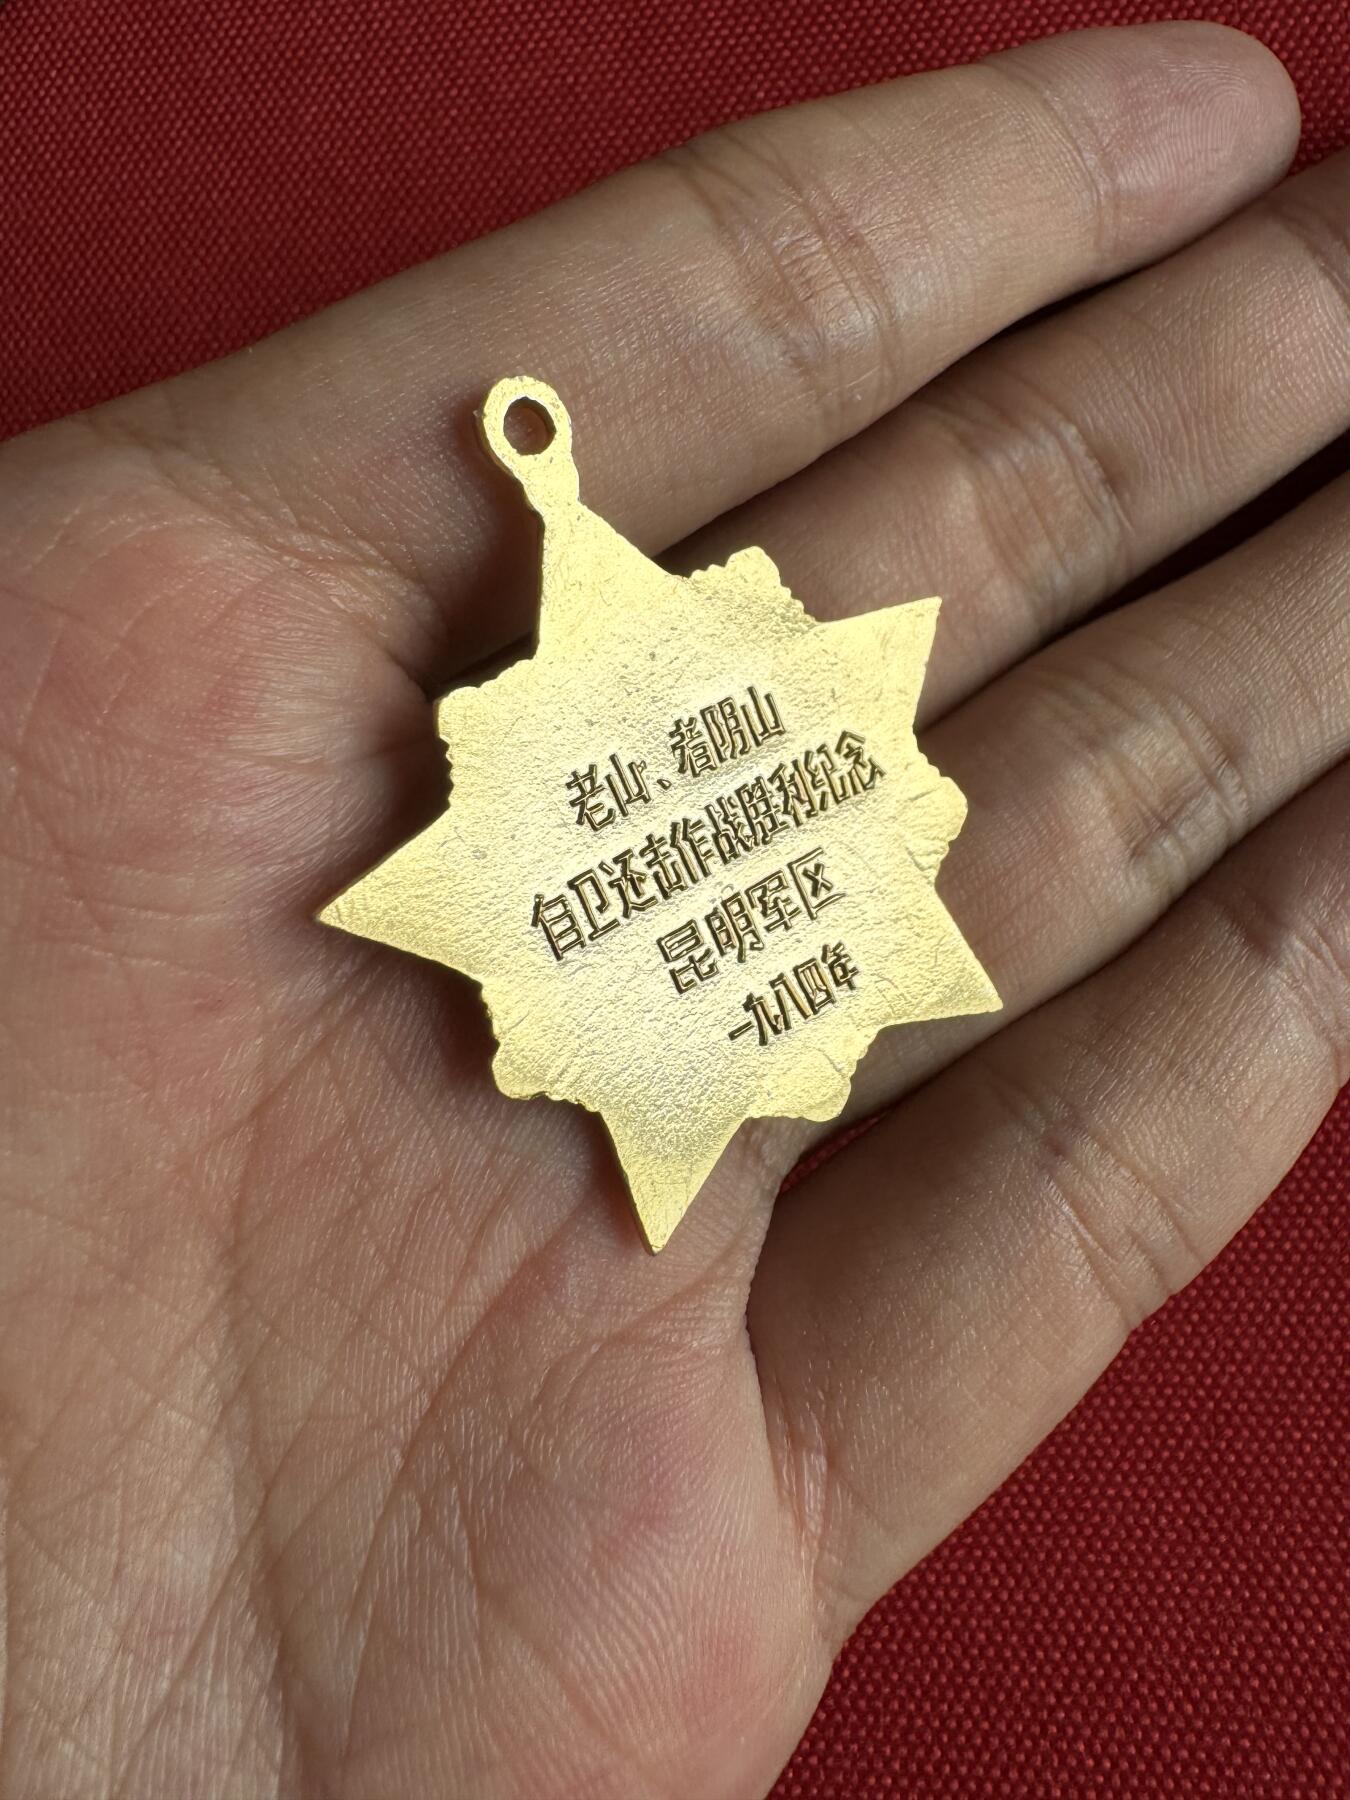 老山、者阴山
自卫还击作战胜利纪念
昆明军区
一九八四年